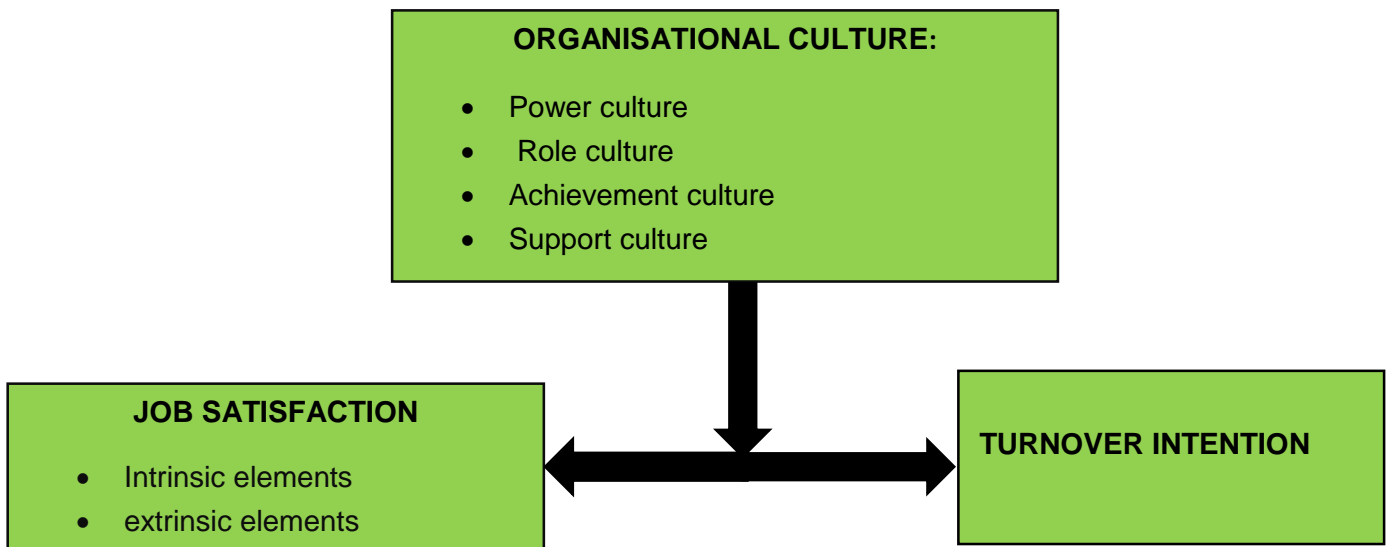 ORGANISATIONAL CULTURE:
• Power culture
• Role culture
• Achievement culture
• Support culture
JOB SATISFACTION
• Intrinsic elements
• extrinsic elements
TURNOVER INTENTION